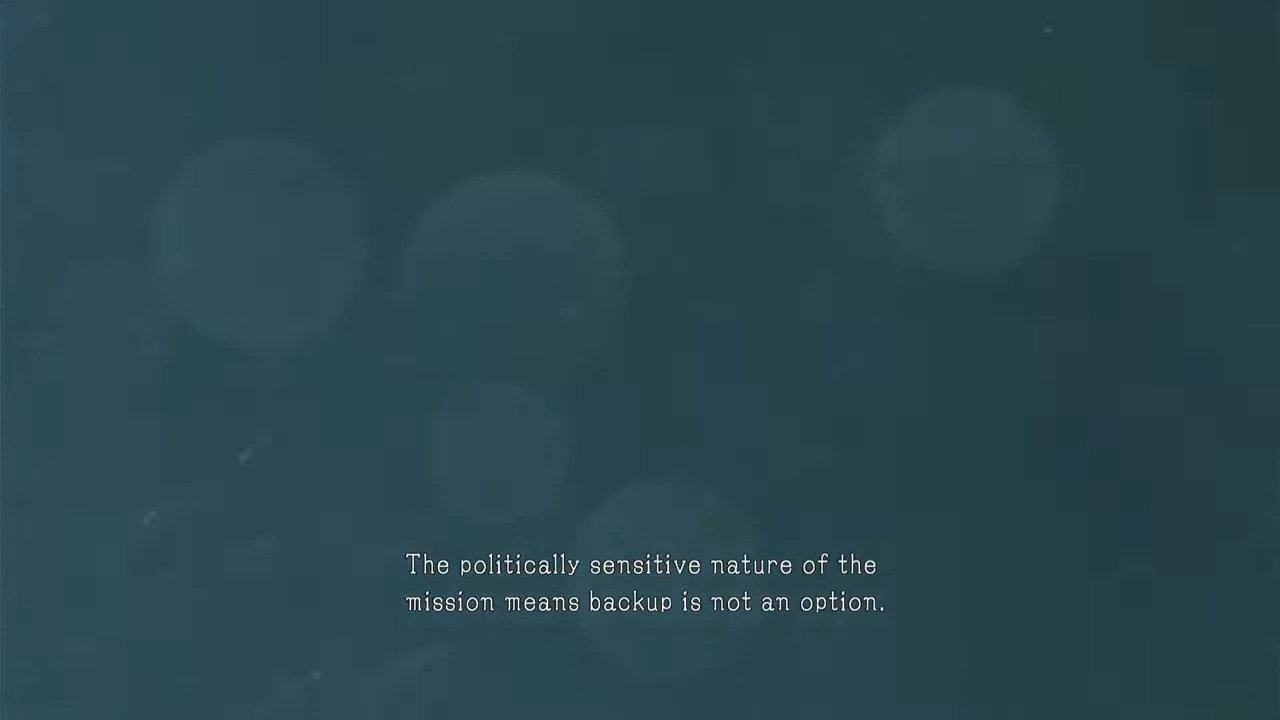 The politically sensitive nature of the
mission means backup is not an option.